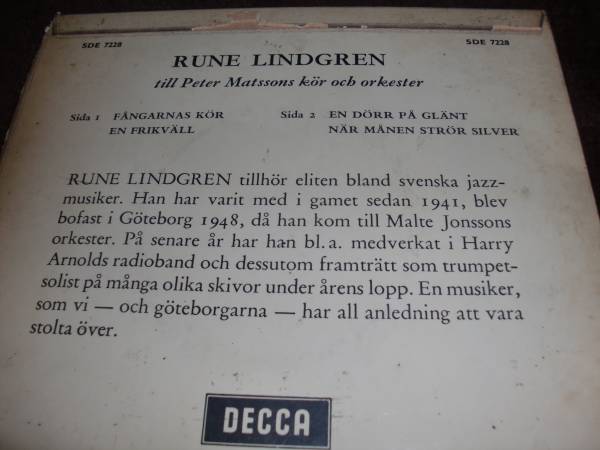 SDE 7228 SDE 7228
RUNE LINDGREN
till Peter Matssons kör och orkester
Sida 1 FÅNGARNAS KÖR Sida 2 EN DÖRR PÅ GLÄNT
EN FRIKVÄLL NÄR MÅNEN STRÖR SILVER
RUNE LINDGREN tillhör eliten bland svenska jazz-
musiker. Han har varit med i gamet sedan 1941, blev
bofast i Göteborg 1948, då han kom till Malte Jonssons
orkester. På senare år har han bl. a. medverkat i Harry
Arnolds radioband och dessutom framträtt som trumpet-
solist på många olika skivor under årens lopp. En musiker,
som vi — och göteborgarna — har all anledning att vara
stolta över.
DECCA